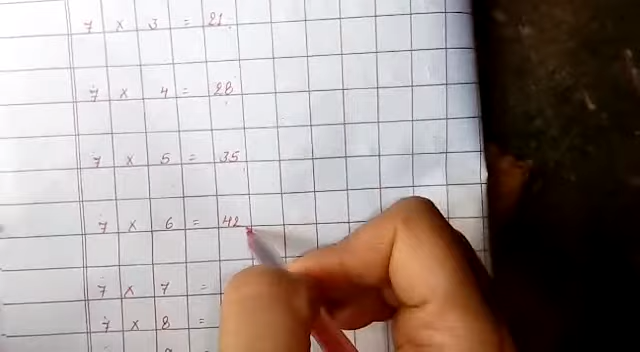 7 x 3 = 21
7 x 4 = 28
7 x 5 = 35
7 x 6 = 42
7 x 7 =
7 x 8 =